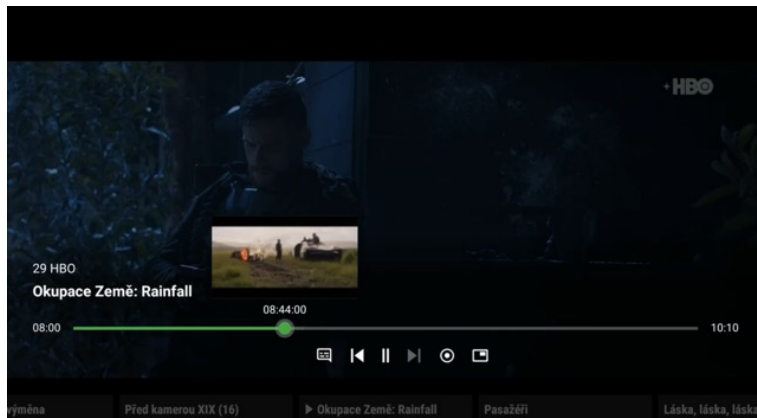 HBO
29 HBO
Okupace Země: Rainfall
08:44:00
08:00
10:10
výměna
Před kamerou XIX (16)
Okupace Země: Rainfall
Pasažéři
Láska, láska, láska